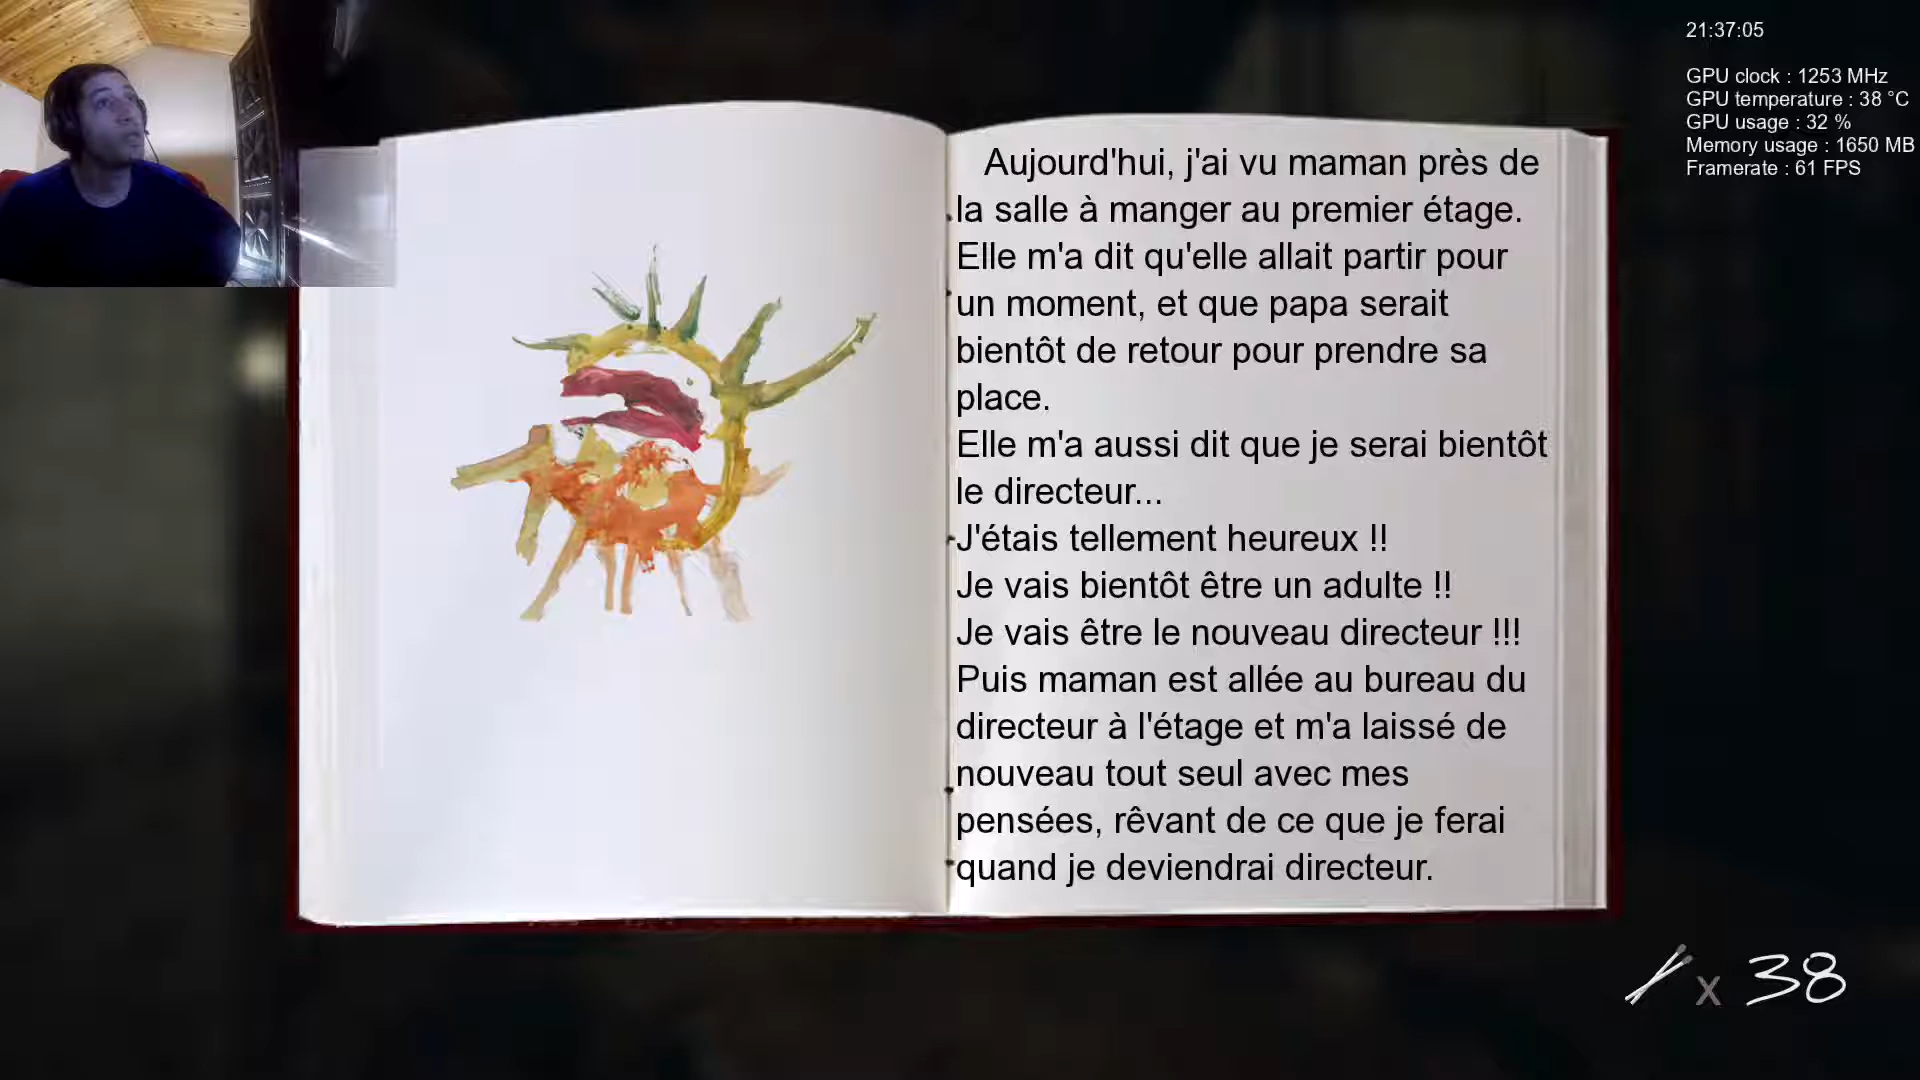 21:37:05
GPU clock : 1253 MHz
GPU temperature : 38 °C
GPU usage : 32 %
Memory usage : 1650 MB
Framerate : 61 FPS
Aujourd'hui, j'ai vu maman près de
la salle à manger au premier étage.
Elle m'a dit qu'elle allait partir pour
un moment, et que papa serait
bientôt de retour pour prendre sa
place.
Elle m'a aussi dit que je serai bientôt
le directeur...
J'étais tellement heureux !!
Je vais bientôt être un adulte !!
Je vais être le nouveau directeur !!!
Puis maman est allée au bureau du
directeur à l'étage et m'a laissé de
nouveau tout seul avec mes
pensées, rêvant de ce que je ferai
quand je deviendrai directeur.
x 38